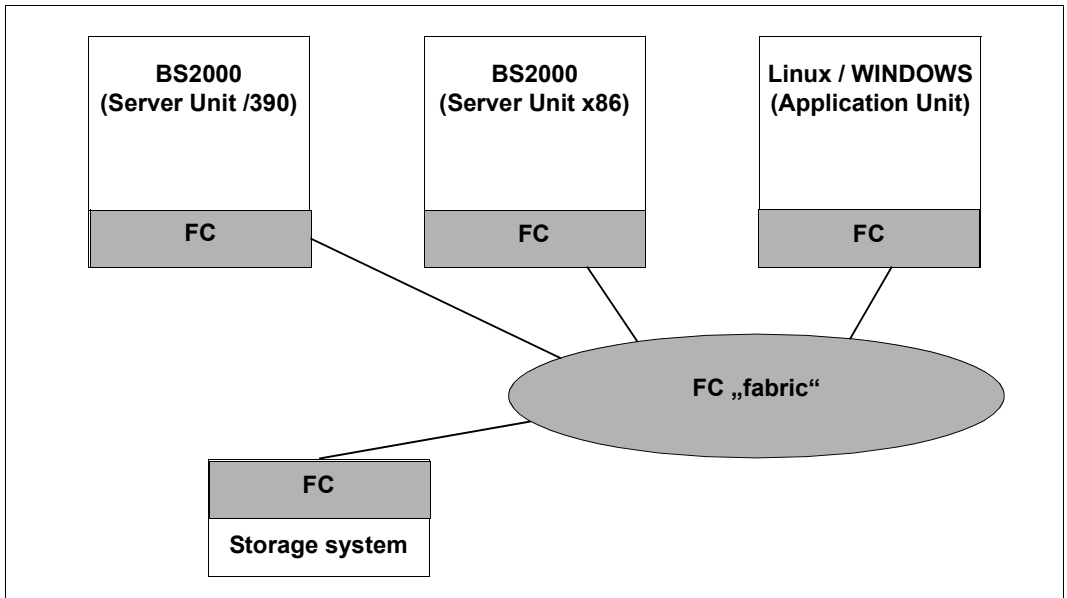 BS2000
(Server Unit /390)
BS2000
(Server Unit x86)
Linux / WINDOWS
(Application Unit)
FC
FC
FC
FC „fabric“
FC
Storage system